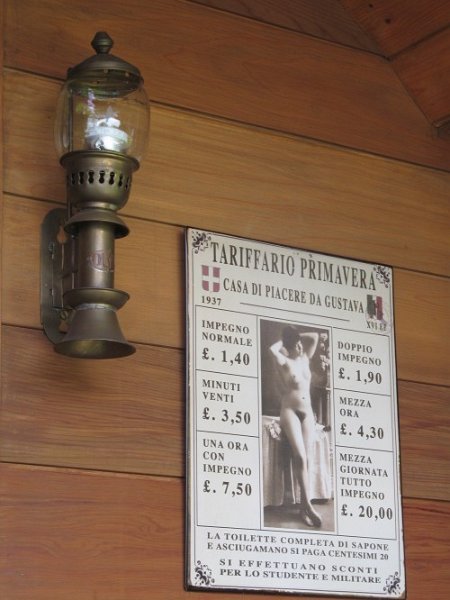 TARIFFARIO PRIMAVERA
CASA DI PIACERE DA GUSTAVA
1937
XVI E.F
IMPEGNO
NORMALE
£. 1,40
MINUTI
VENTI
£. 3,50
UNA ORA
CON
IMPEGNO
£. 7,50
DOPPIO
IMPEGNO
£. 1,90
MEZZA
ORA
£. 4,30
MEZZA
GIORNATA
TUTTO
IMPEGNO
£. 20,00
LA TOILETTE COMPLETA DI SAPONE
E ASCIUGAMANO SI PAGA CENTESIMI 20
SI EFFETTUANO SCONTI
PER LO STUDENTE E MILITARE